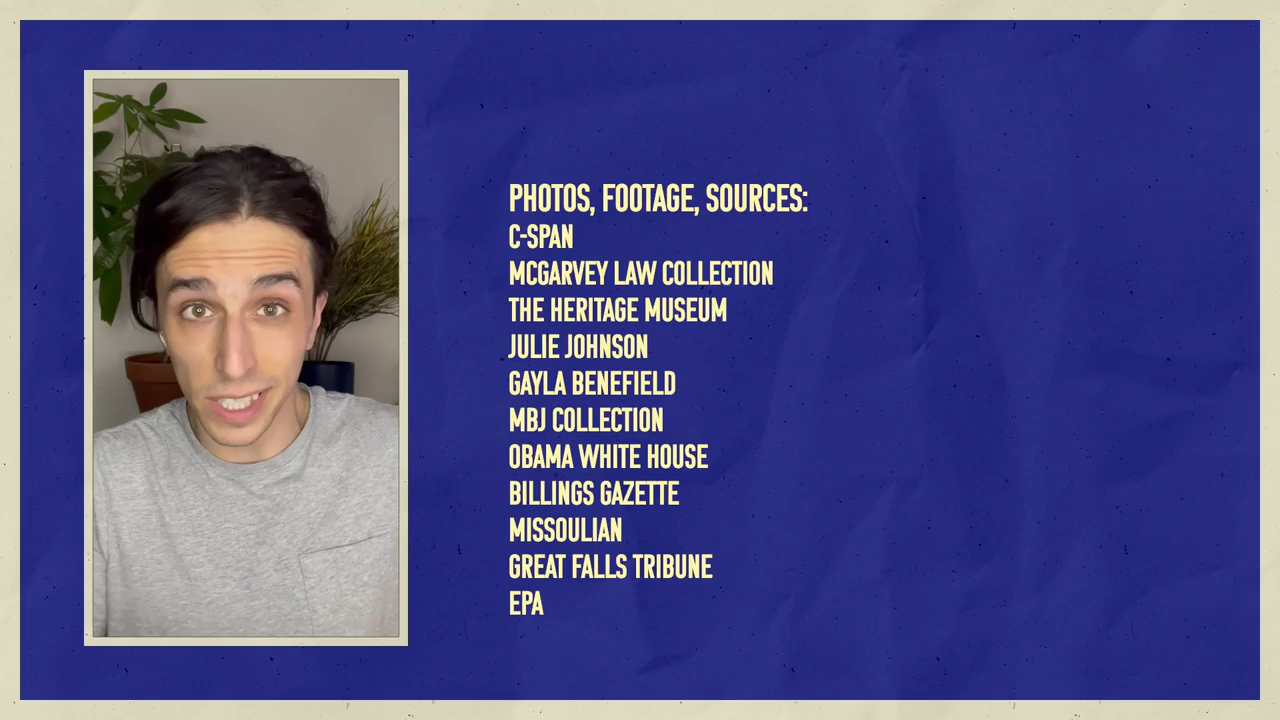 PHOTOS, FOOTAGE, SOURCES:
C-SPAN
MCGARVEY LAW COLLECTION
THE HERITAGE MUSEUM
JULIE JOHNSON
GAYLA BENEFIELD
MBJ COLLECTION
OBAMA WHITE HOUSE
BILLINGS GAZETTE
MISSOULIAN
GREAT FALLS TRIBUNE
EPA